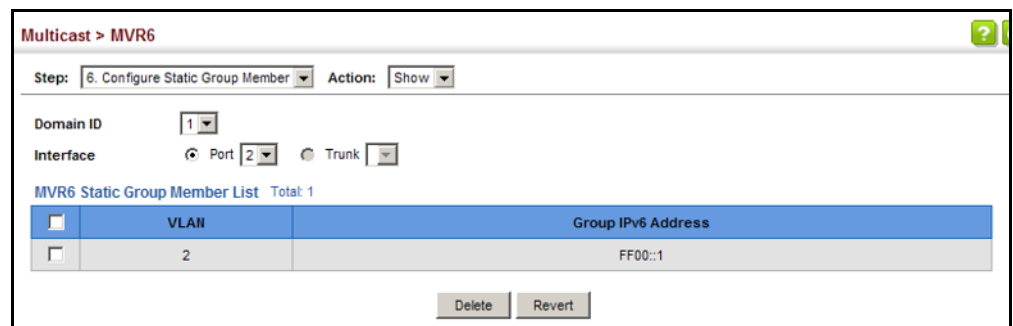 Multicast > MVR6
?
Step: 6. Configure Static Group Member Action: Show
Domain ID 1
Interface Port 2 Trunk
MVR6 Static Group Member List Total: 1
VLAN Group IPv6 Address
2 FF00::1
Delete Revert